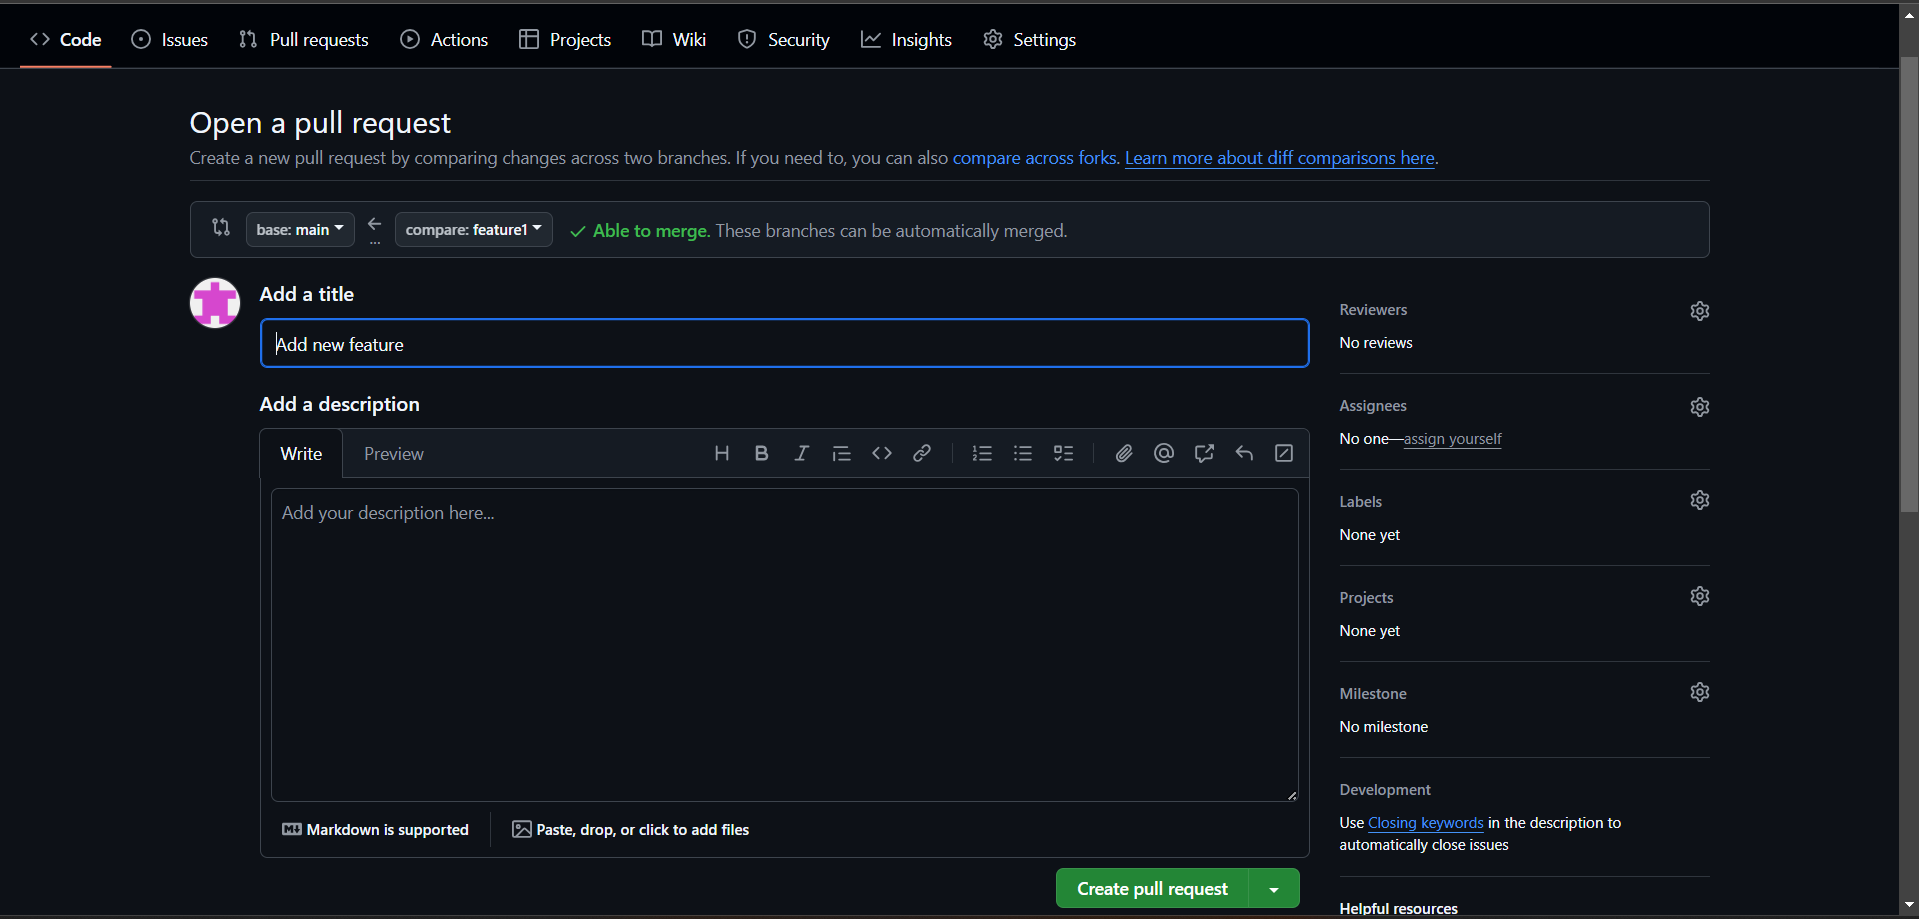 Code Issues Pull requests Actions Projects Wiki Security Insights Settings
Open a pull request
Create a new pull request by comparing changes across two branches. If you need to, you can also compare across forks. Learn more about diff comparisons here.
base: main ... compare: feature1 Able to merge. These branches can be automatically merged.
Add a title
Add new feature
Add a description
Write Preview
Add your description here...
Markdown is supported Paste, drop, or click to add files
Create pull request
Reviewers
No reviews
Assignees
No one—assign yourself
Labels
None yet
Projects
None yet
Milestone
No milestone
Development
Use Closing keywords in the description to
automatically close issues
Helpful resources